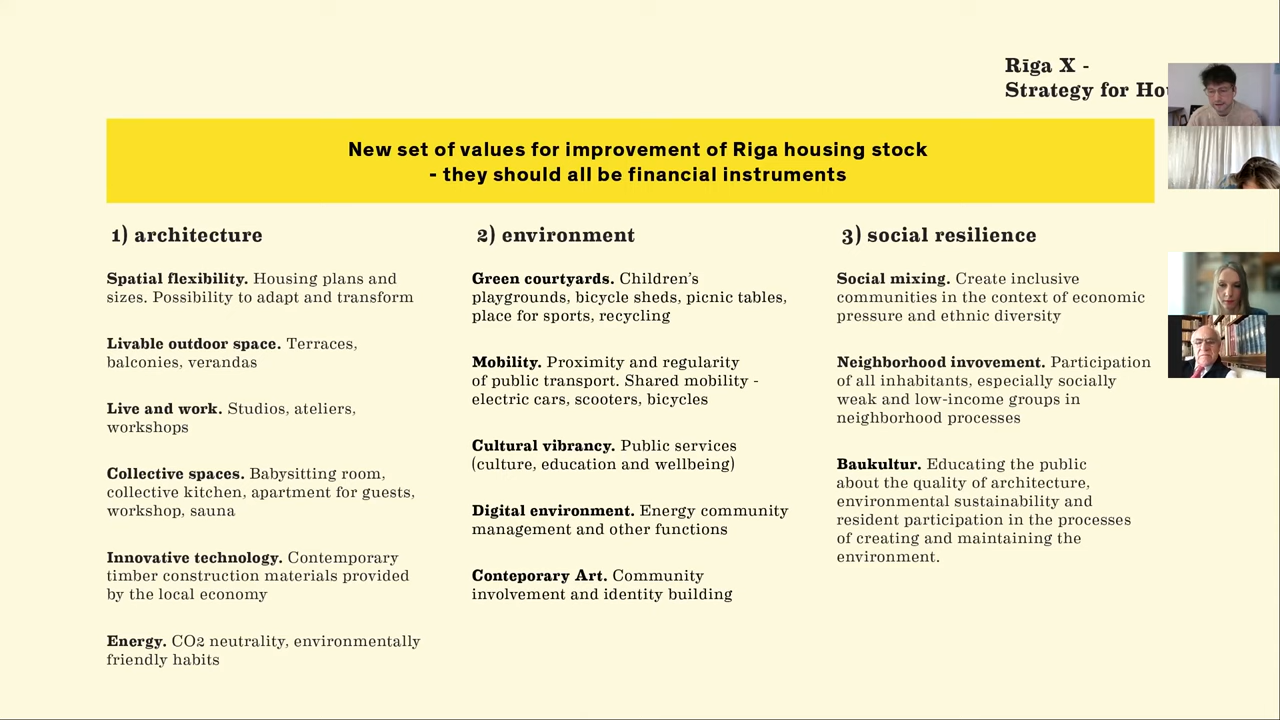 Rīga X -
Strategy for
New set of values for improvement of Riga housing stock
- they should all be financial instruments
1) architecture
Spatial flexibility. Housing plans and
sizes. Possibility to adapt and transform
Livable outdoor space. Terraces,
balconies, verandas
Live and work. Studios, ateliers,
workshops
Collective spaces. Babysitting room,
collective kitchen, apartment for guests,
workshop, sauna
Innovative technology. Contemporary
timber construction materials provided
by the local economy
Energy. CO2 neutrality, environmentally
friendly habits
2) environment
Green courtyards. Children's
playgrounds, bicycle sheds, picnic tables,
place for sports, recycling
Mobility. Proximity and regularity
of public transport. Shared mobility -
electric cars, scooters, bicycles
Cultural vibrancy. Public services
(culture, education and wellbeing)
Digital environment. Energy community
management and other functions
Conteporary Art. Community
involvement and identity building
3) social resilience
Social mixing. Create inclusive
communities in the context of economic
pressure and ethnic diversity
Neighborhood invovement. Participation
of all inhabitants, especially socially
weak and low-income groups in
neighborhood processes
Baukultur. Educating the public
about the quality of architecture,
environmental sustainability and
resident participation in the processes
of creating and maintaining the
environment.